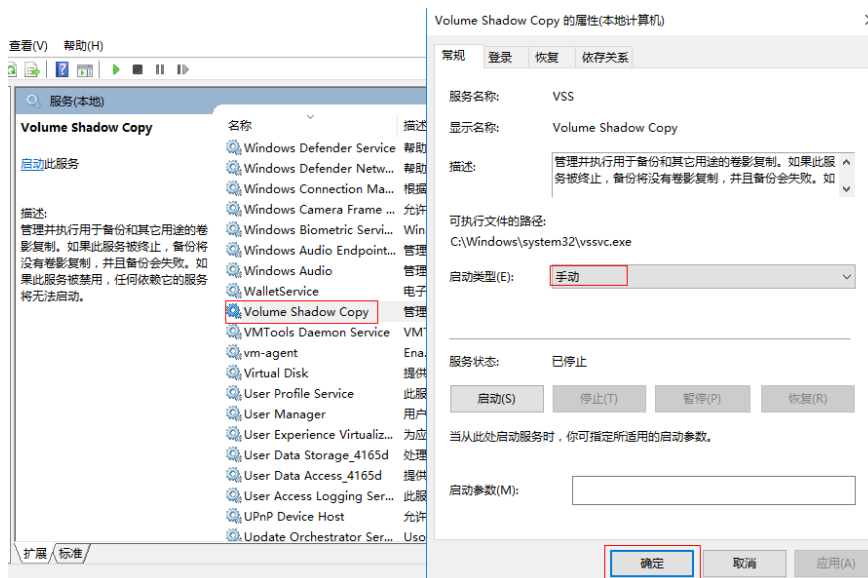 查看(V) 帮助(H)
服务(本地)
Volume Shadow Copy
启动此服务
描述:
管理并执行用于备份和其它用途的卷
影复制。如果此服务被终止，备份将
没有卷影复制，并且备份会失败。如
果此服务被禁用，任何依赖它的服务
将无法启动。
名称 描述
Windows Defender Service 帮助
Windows Defender Netw... 帮助
Windows Connection Ma... 根据
Windows Camera Frame ... 允许
Windows Biometric Servi... Win
Windows Audio Endpoint... 管理
Windows Audio 管理
WalletService 电子
Volume Shadow Copy 管理
VMTools Daemon Service VMT
vm-agent Ena.
Virtual Disk 提供
User Profile Service 此服
User Manager 用户
User Experience Virtualiz... 为应
User Data Storage_4165d 处理
User Data Access_4165d 提供
User Access Logging Ser... 此服
UPnP Device Host 允许
Update Orchestrator Ser... Uso
扩展 标准
Volume Shadow Copy 的属性(本地计算机)
常规 登录 恢复 依存关系
服务名称: VSS
显示名称: Volume Shadow Copy
描述: 管理并执行用于备份和其它用途的卷影复制。如果此服
务被终止，备份将没有卷影复制，并且备份会失败。如
可执行文件的路径:
C:\Windows\system32\vssvc.exe
启动类型(E): 手动
服务状态: 已停止
启动(S) 停止(T) 暂停(P) 恢复(R)
当从此处启动服务时，你可指定所适用的启动参数。
启动参数(M):
确定 取消 应用(A)